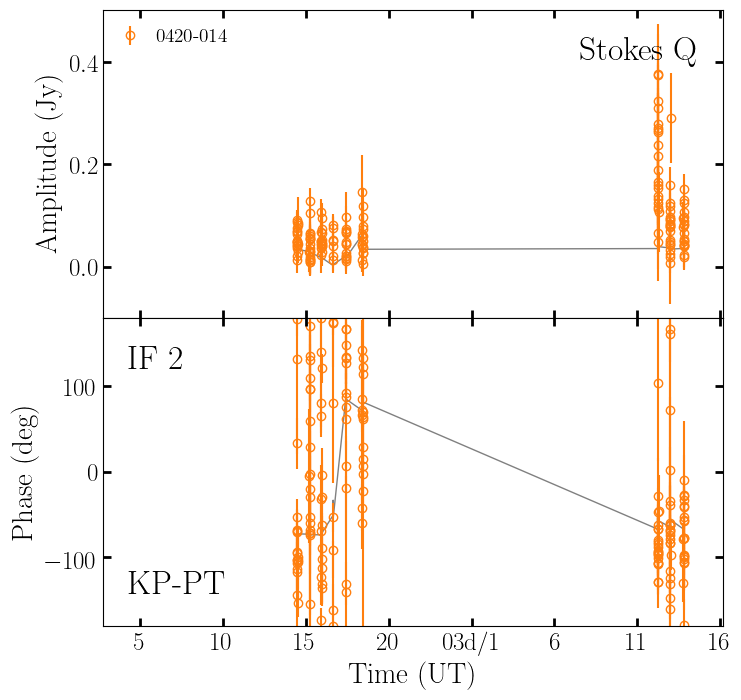 0420-014
Stokes Q
0.4
0.2
0.0
Amplitude (Jy)
IF 2
100
0
−100
Phase (deg)
KP-PT
5 10 15 20 03d/1 6 11 16
Time (UT)